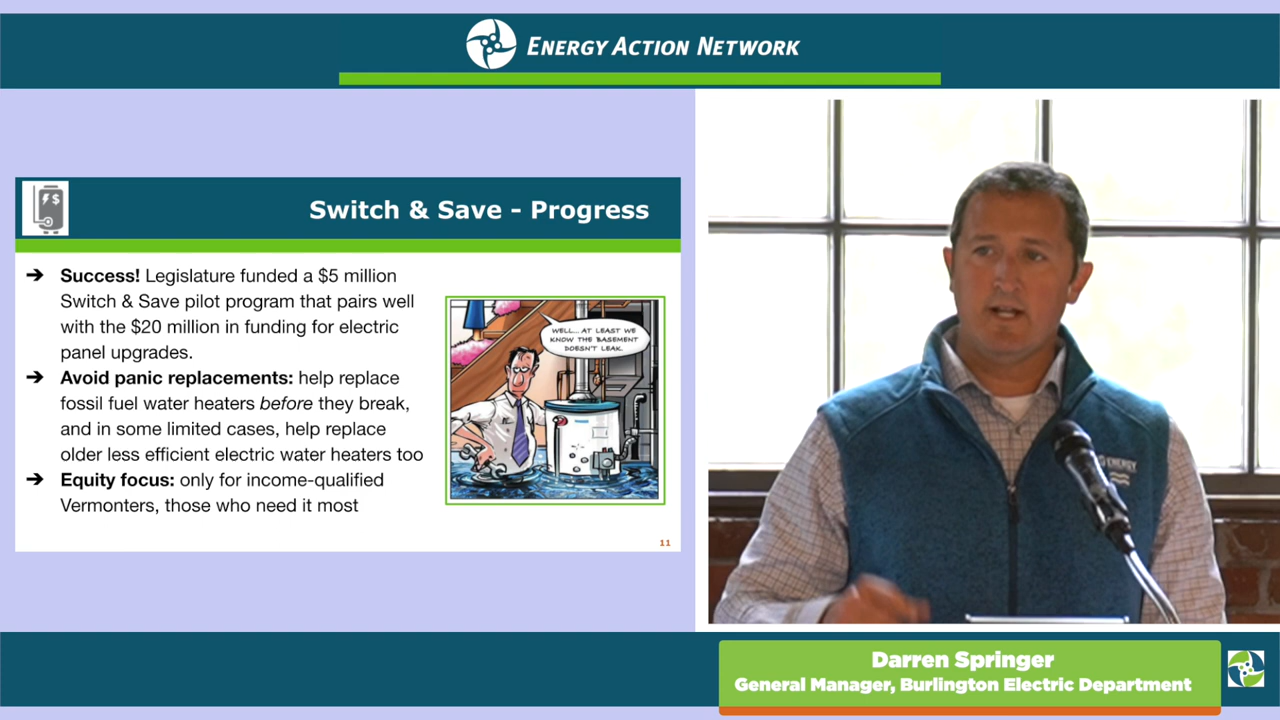 ENERGY ACTION NETWORK
Switch & Save - Progress
➔ Success! Legislature funded a $5 million
Switch & Save pilot program that pairs well
with the $20 million in funding for electric
panel upgrades.
➔ Avoid panic replacements: help replace
fossil fuel water heaters before they break,
and in some limited cases, help replace
older less efficient electric water heaters too
➔ Equity focus: only for income-qualified
Vermonters, those who need it most
WELL... AT LEAST WE
KNOW THE BASEMENT
DOESN'T LEAK.
11
ENERGY
Darren Springer
General Manager, Burlington Electric Department